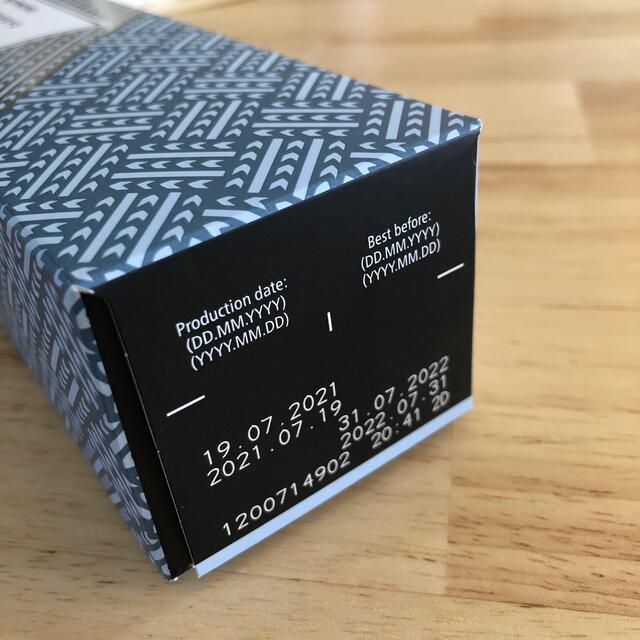 Production date:
(DD.MM.YYYY)
(YYYY.MM.DD)
Best before:
(DD.MM.YYYY)
(YYYY.MM.DD)
19.07.2021
2021.07.19
31.07.2022
2022.07.31
1200714902 20:41 2D